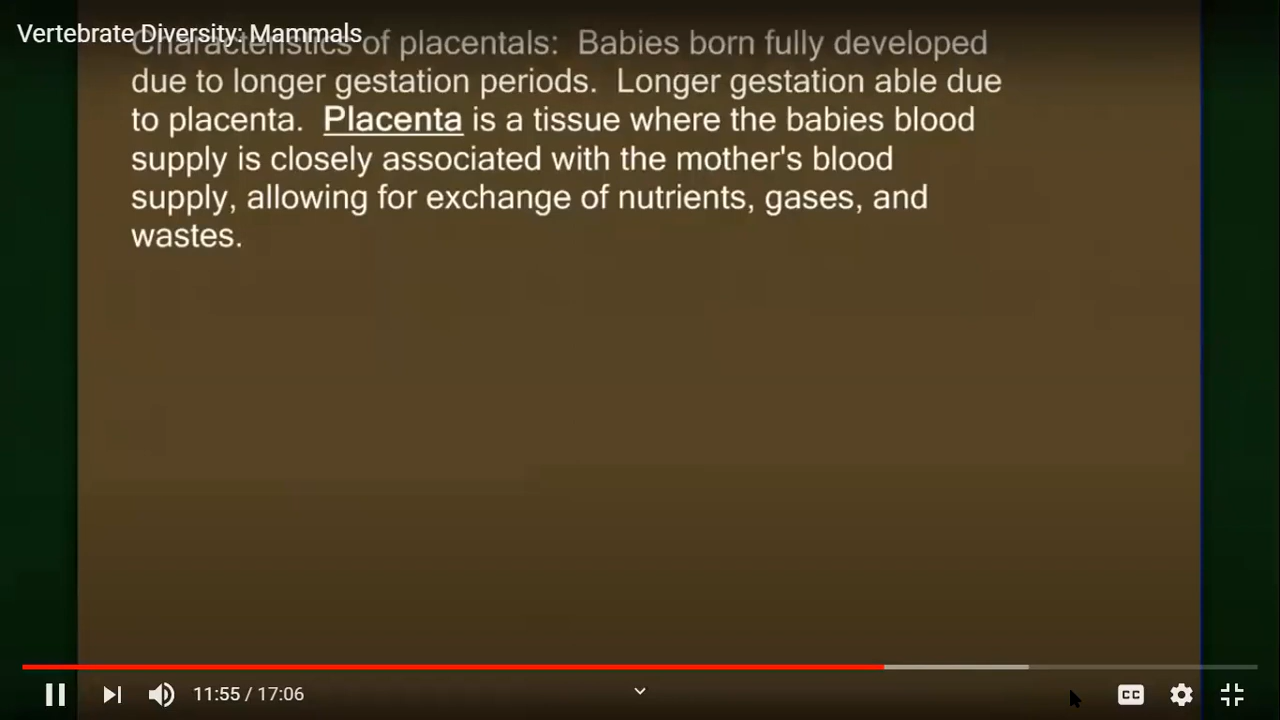 Vertebrate Diversity: Mammals
Characteristics of placentals: Babies born fully developed
due to longer gestation periods. Longer gestation able due
to placenta. Placenta is a tissue where the babies blood
supply is closely associated with the mother's blood
supply, allowing for exchange of nutrients, gases, and
wastes.
11:55 / 17:06
CC